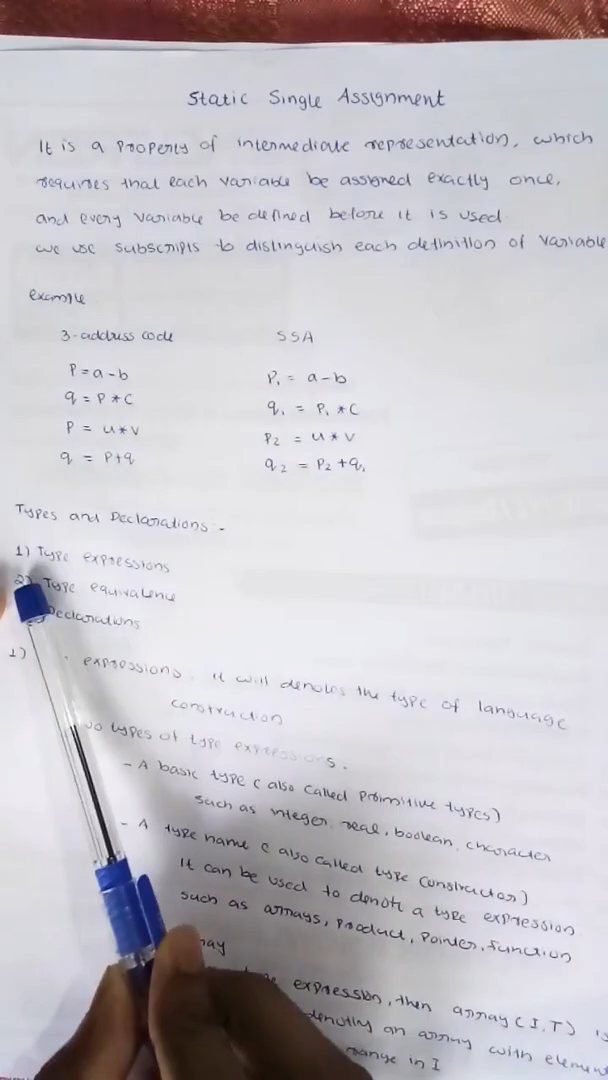 Static Single Assignment
It is a property of intermediate representation, which
requires that each variable be assigned exactly once,
and every variable be defined before it is used.
we use subscripts to distinguish each definition of variable
example
3-address code SSA
P = a-b P₁ = a-b
q = P*C q₁ = P₁*C
P = u*v P₂ = u*v
q = P+q q₂ = P₂+q₁
Types and Declarations:-
1) Type expressions
2) Type equivalence
Declarations
1) expressions. it will denotes the type of language
construction
types of type expressions.
- A basic type ( also called primitive types)
such as integer, real, boolean, character
- A type name ( also called type constructor)
It can be used to denote a type expression
such as arrays, product, pointer, function
expression, then array (I,T) is
denoting an array with element
range in I